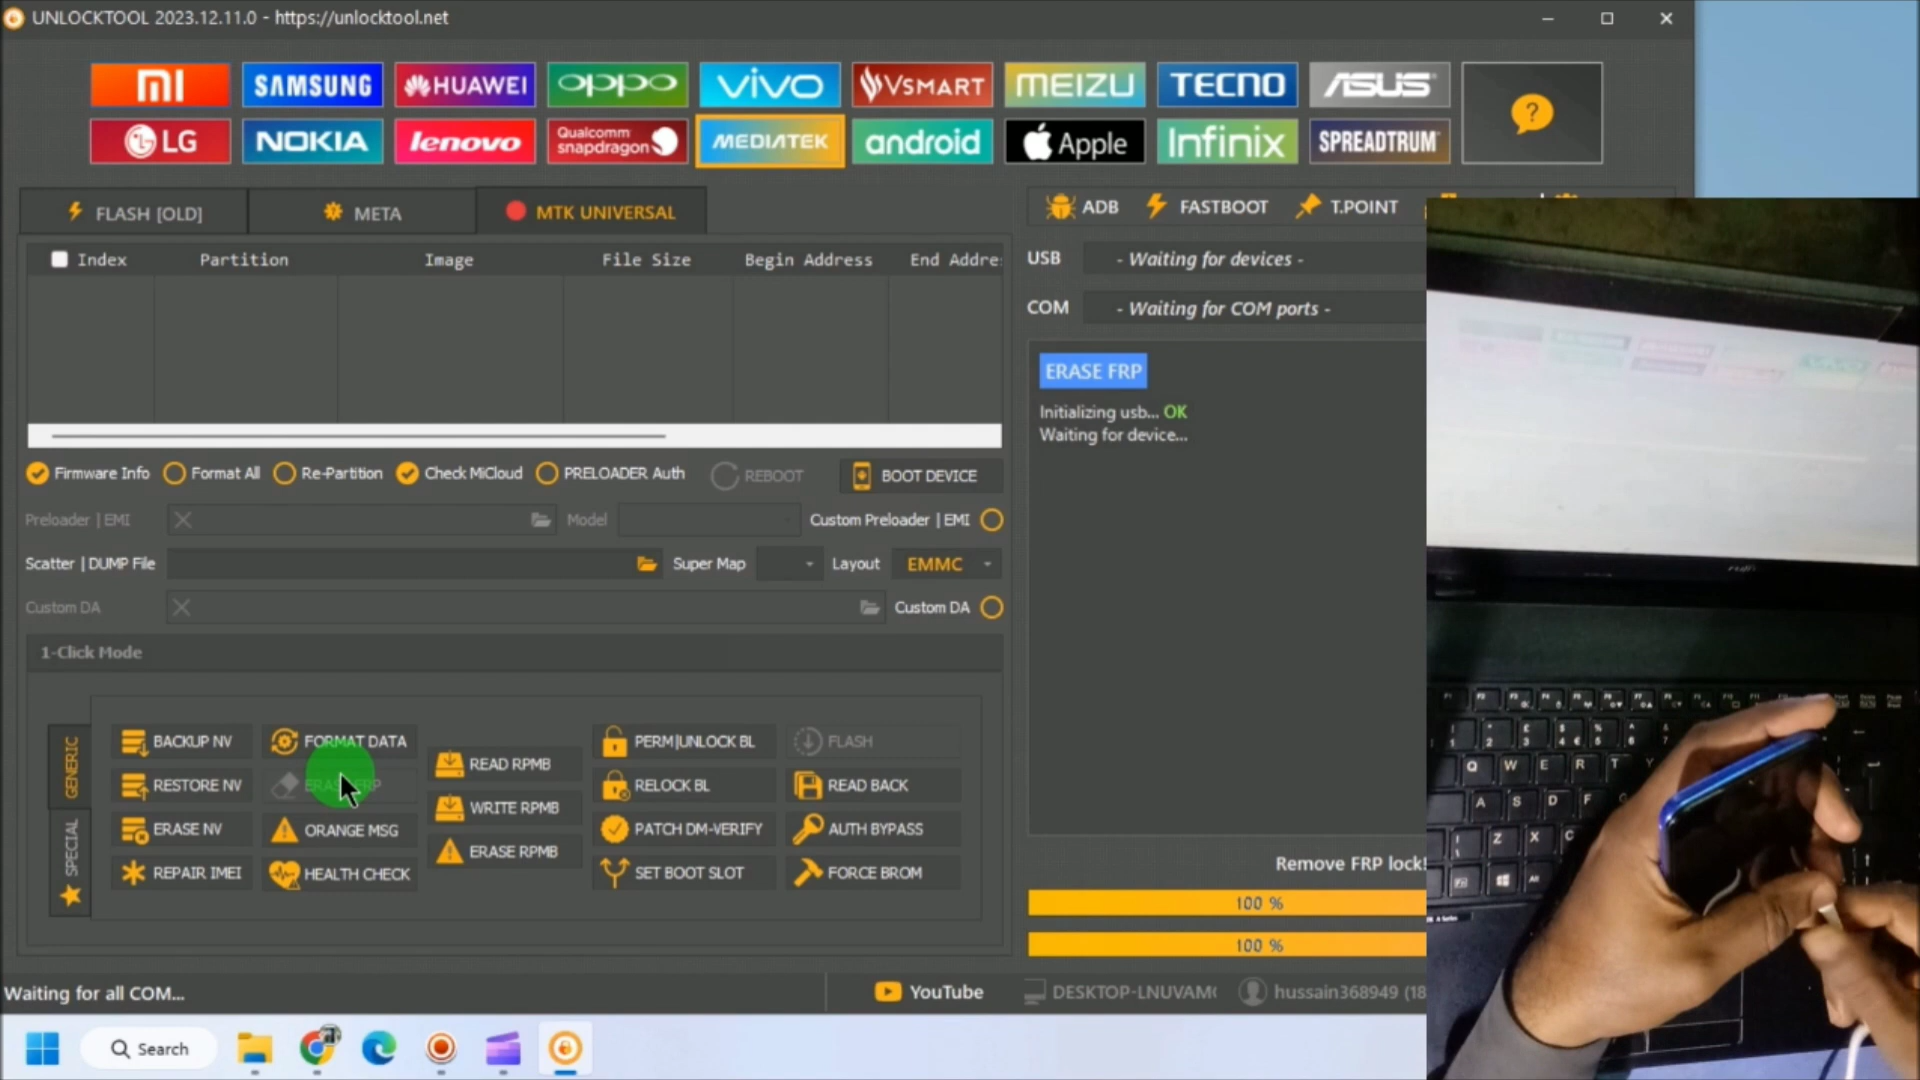 UNLOCKTOOL 2023.12.11.0 - https://unlocktool.net
mi SAMSUNG HUAWEI oppo vivo VSMART MEIZU TECNO ASUS ?
LG NOKIA lenovo Qualcomm snapdragon MEDIATEK android Apple Infinix SPREADTRUM
FLASH [OLD] META MTK UNIVERSAL
ADB FASTBOOT T.POINT
Index Partition Image File Size Begin Address End Addre
USB - Waiting for devices -
COM - Waiting for COM ports -
ERASE FRP
Initializing usb... OK
Waiting for device...
Firmware Info Format All Re-Partition Check MiCloud PRELOADER Auth REBOOT BOOT DEVICE
Preloader | EMI Model Custom Preloader | EMI
Scatter | DUMP File Super Map Layout EMMC
Custom DA Custom DA
1-Click Mode
GENERIC
SPECIAL
BACKUP NV FORMAT DATA READ RPMB PERM|UNLOCK BL FLASH
RESTORE NV ERASE FRP WRITE RPMB RELOCK BL READ BACK
ERASE NV ORANGE MSG ERASE RPMB PATCH DM-VERIFY AUTH BYPASS
REPAIR IMEI HEALTH CHECK SET BOOT SLOT FORCE BROM
Remove FRP lock!
100 %
100 %
Waiting for all COM... YouTube DESKTOP-LNUVAM hussain368949 (18
Search
Q W E R T
A S D F
Z X C